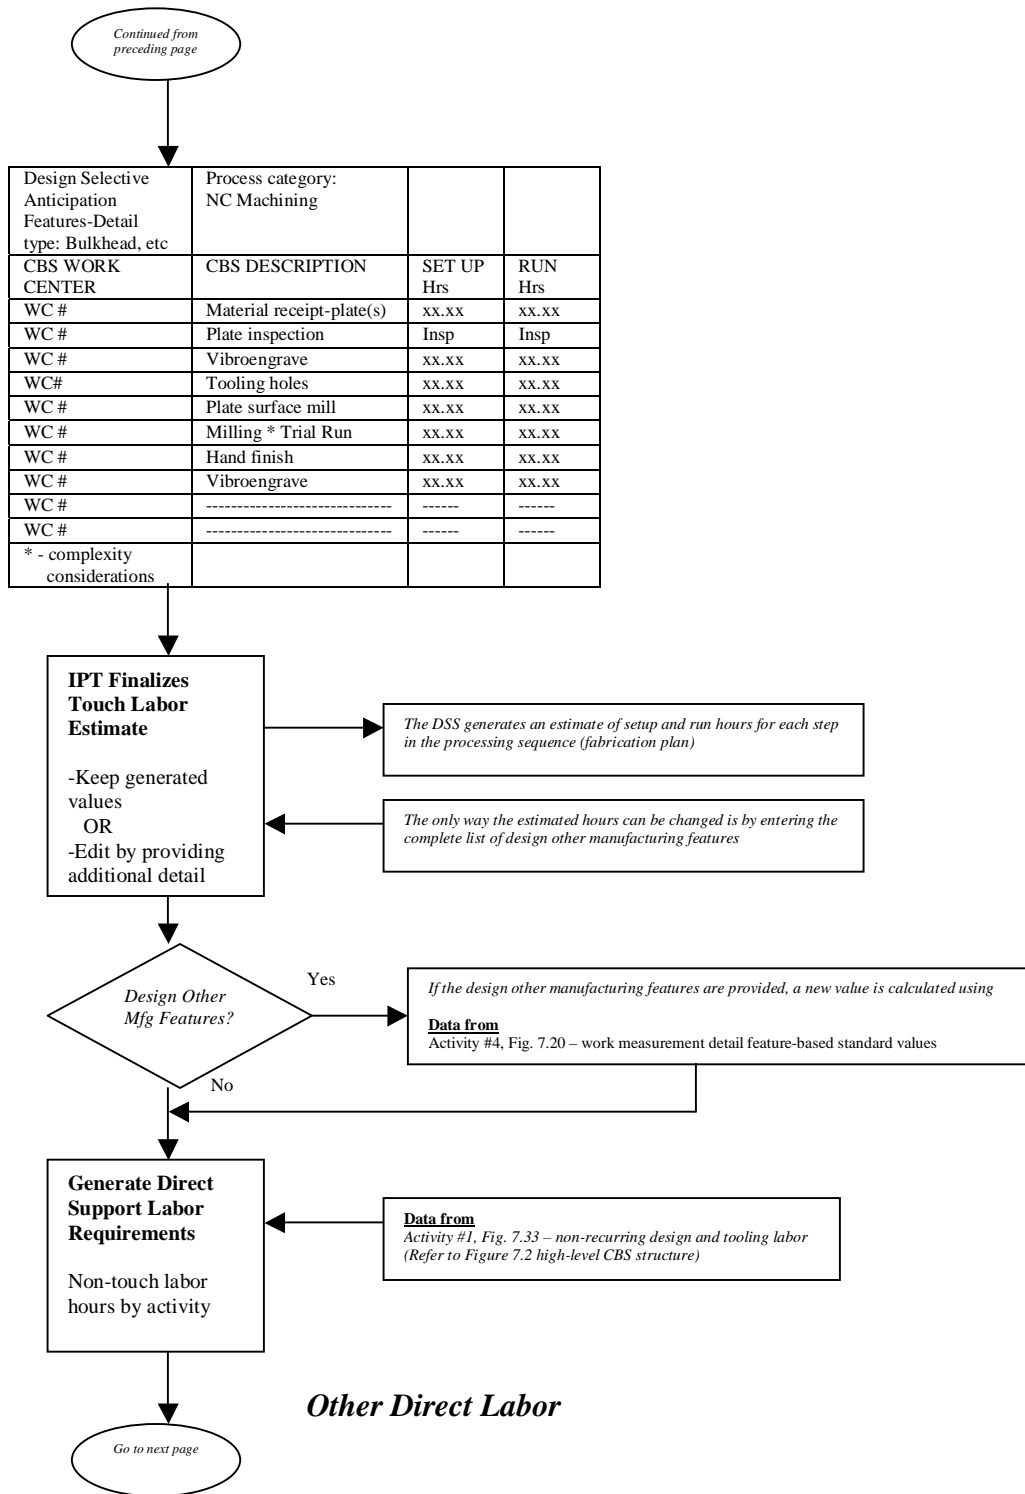 Continued from
preceding page
Design Selective
Anticipation
Features-Detail
type: Bulkhead, etc
Process category:
NC Machining
CBS WORK
CENTER
CBS DESCRIPTION
SET UP
Hrs
RUN
Hrs
WC # Material receipt-plate(s) xx.xx xx.xx
WC # Plate inspection Insp Insp
WC # Vibroengrave xx.xx xx.xx
WC# Tooling holes xx.xx xx.xx
WC # Plate surface mill xx.xx xx.xx
WC # Milling * Trial Run xx.xx xx.xx
WC # Hand finish xx.xx xx.xx
WC # Vibroengrave xx.xx xx.xx
WC # ------------------------------ ------ ------
WC # ------------------------------ ------ ------
* - complexity
considerations
IPT Finalizes
Touch Labor
Estimate
-Keep generated
values
OR
-Edit by providing
additional detail
The DSS generates an estimate of setup and run hours for each step
in the processing sequence (fabrication plan)
The only way the estimated hours can be changed is by entering the
complete list of design other manufacturing features
Design Other
Mfg Features?
Yes
If the design other manufacturing features are provided, a new value is calculated using
Data from
Activity #4, Fig. 7.20 – work measurement detail feature-based standard values
No
Generate Direct
Support Labor
Requirements
Non-touch labor
hours by activity
Data from
Activity #1, Fig. 7.33 – non-recurring design and tooling labor
(Refer to Figure 7.2 high-level CBS structure)
Other Direct Labor
Go to next page